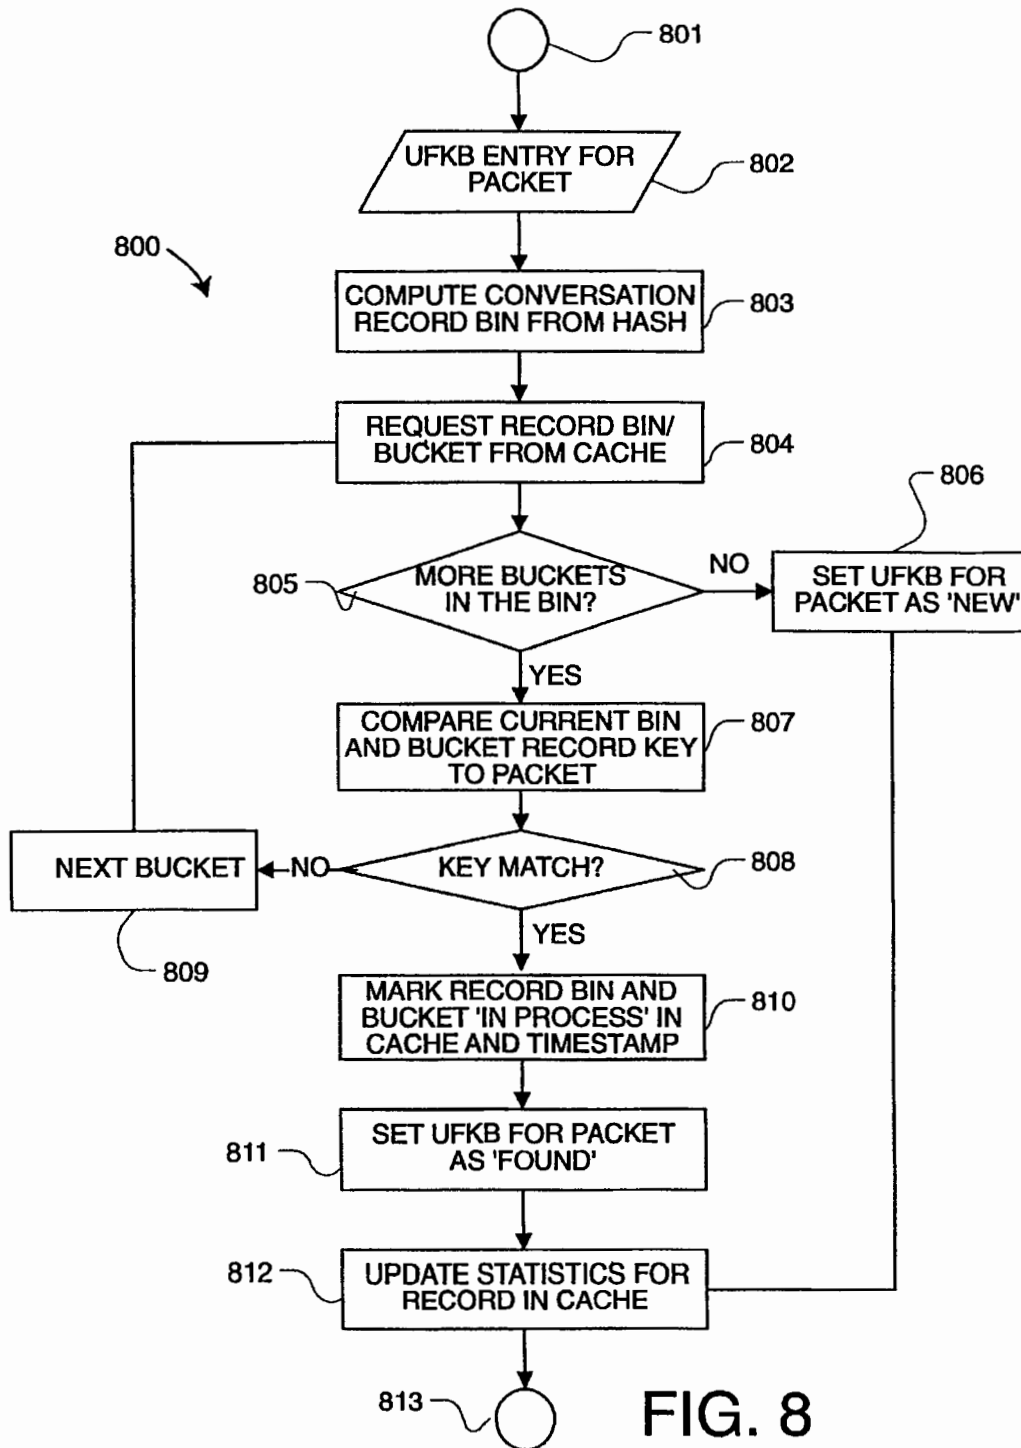 801
UFKB ENTRY FOR
PACKET
802
800
COMPUTE CONVERSATION
RECORD BIN FROM HASH
803
REQUEST RECORD BIN/
BUCKET FROM CACHE
804
806
805
MORE BUCKETS
IN THE BIN?
NO
SET UFKB FOR
PACKET AS 'NEW'
YES
COMPARE CURRENT BIN
AND BUCKET RECORD KEY
TO PACKET
807
NEXT BUCKET
NO
KEY MATCH?
808
809
YES
MARK RECORD BIN AND
BUCKET 'IN PROCESS' IN
CACHE AND TIMESTAMP
810
811
SET UFKB FOR PACKET
AS 'FOUND'
812
UPDATE STATISTICS FOR
RECORD IN CACHE
813
FIG. 8